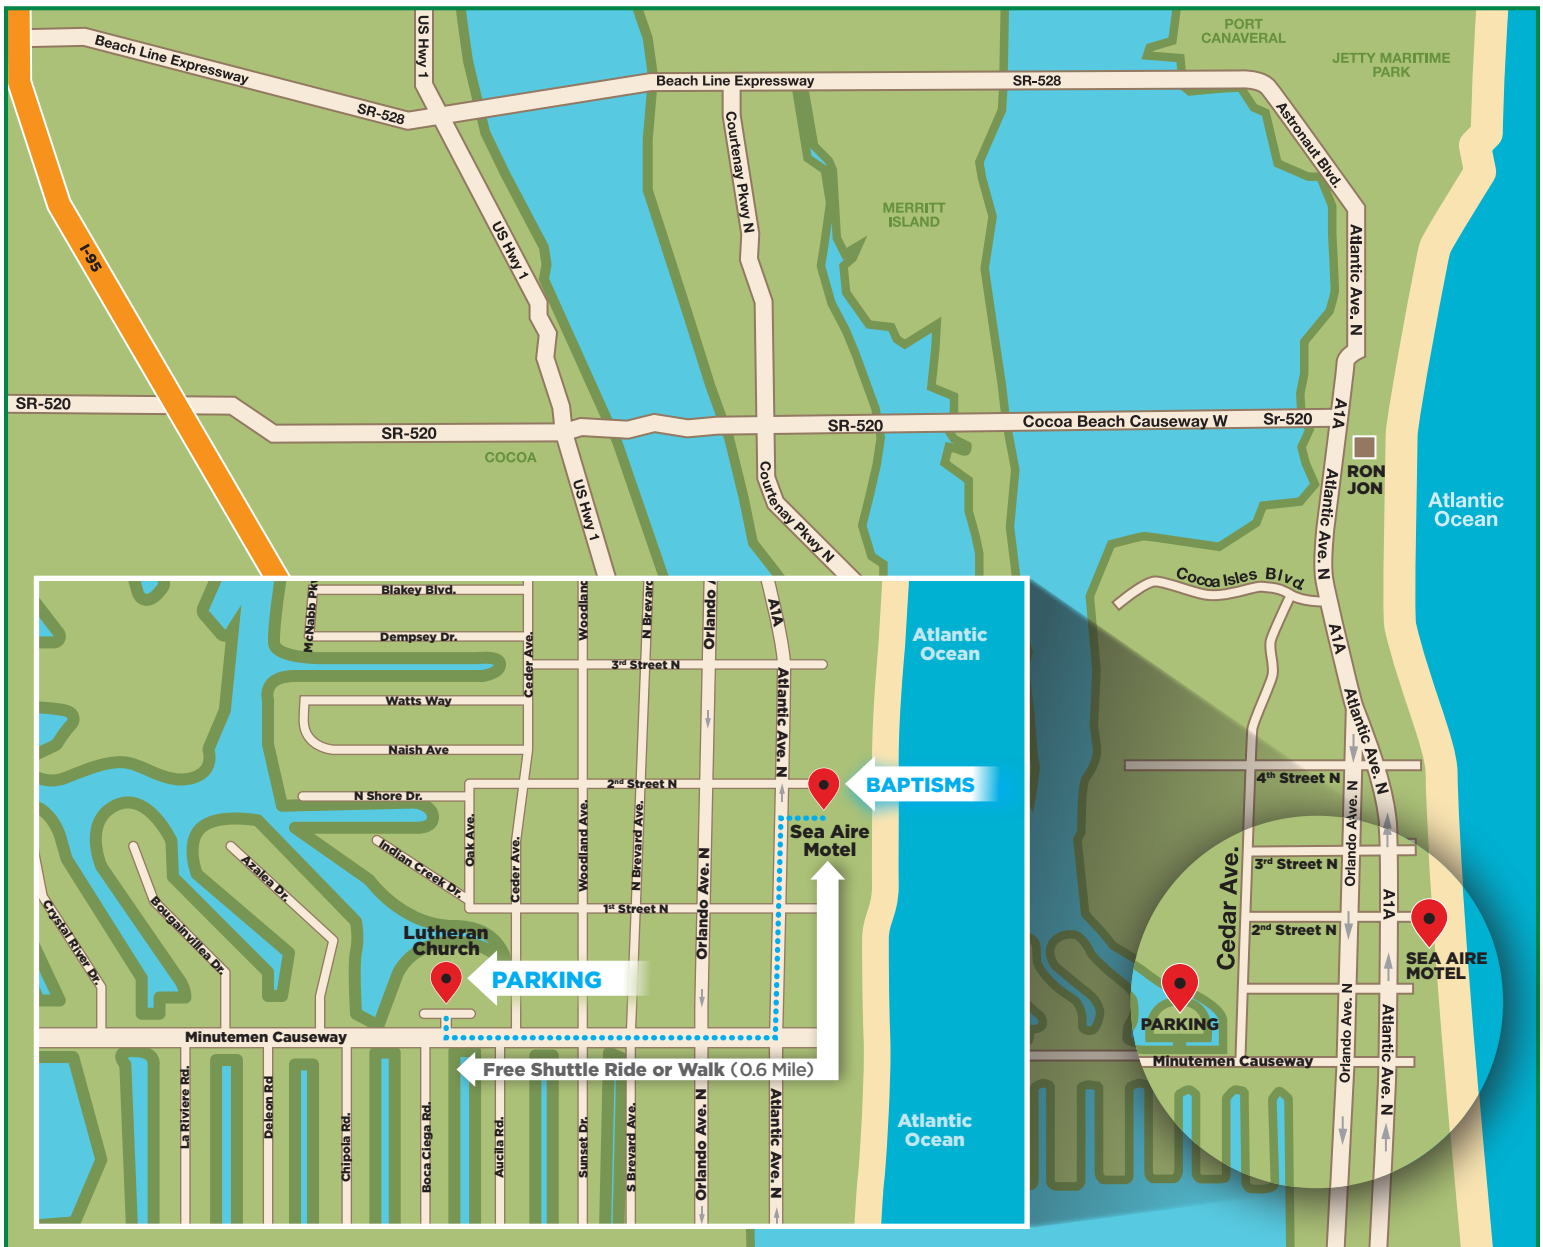 Beach Line Expressway
SR-528
US Hwy 1
Beach Line Expressway
SR-528
PORT
CANAVERAL
JETTY MARITIME
PARK
Astronaut Blvd.
Courtenay Pkwy N
MERRITT
ISLAND
US Hwy 1
I-95
Atlantic Ave. N
SR-520
SR-520
COCOA
SR-520
Cocoa Beach Causeway W
Sr-520
A1A
RON
JON
Atlantic
Ocean
US Hwy 1
Courtenay Pkwy N
Atlantic Ave. N
Cocoa Isles Blvd
A1A
Atlantic Ave. N
4th Street N
Orlando Ave. N
3rd Street N
Cedar Ave.
2nd Street N
A1A
SEA AIRE
MOTEL
PARKING
Orlando Ave. N
Atlantic Ave. N
Minutemen Causeway
Blakey Blvd.
McNabb Pk
Dempsey Dr.
Ceder Ave.
Woodland
N Brevard
Orlando
A1A
Atlantic
Ocean
3rd Street N
Watts Way
Atlantic Ave. N
Naish Ave
2nd Street N
BAPTISMS
N Shore Dr.
Sea Aire
Motel
Oak Ave.
Indian Creek Dr.
Ceder Ave.
Woodland Ave.
N Brevard Ave.
Orlando Ave. N
Azalea Dr.
Bougainvillea Dr.
Crystal River Dr.
1st Street N
Lutheran
Church
PARKING
Minutemen Causeway
Free Shuttle Ride or Walk (0.6 Mile)
La Riviere Rd.
Deleon Rd
Chipola Rd.
Boca Ciega Rd.
Aucila Rd.
Sunset Dr.
S Brevard Ave.
Orlando Ave. N
Atlantic Ave. N
Atlantic
Ocean